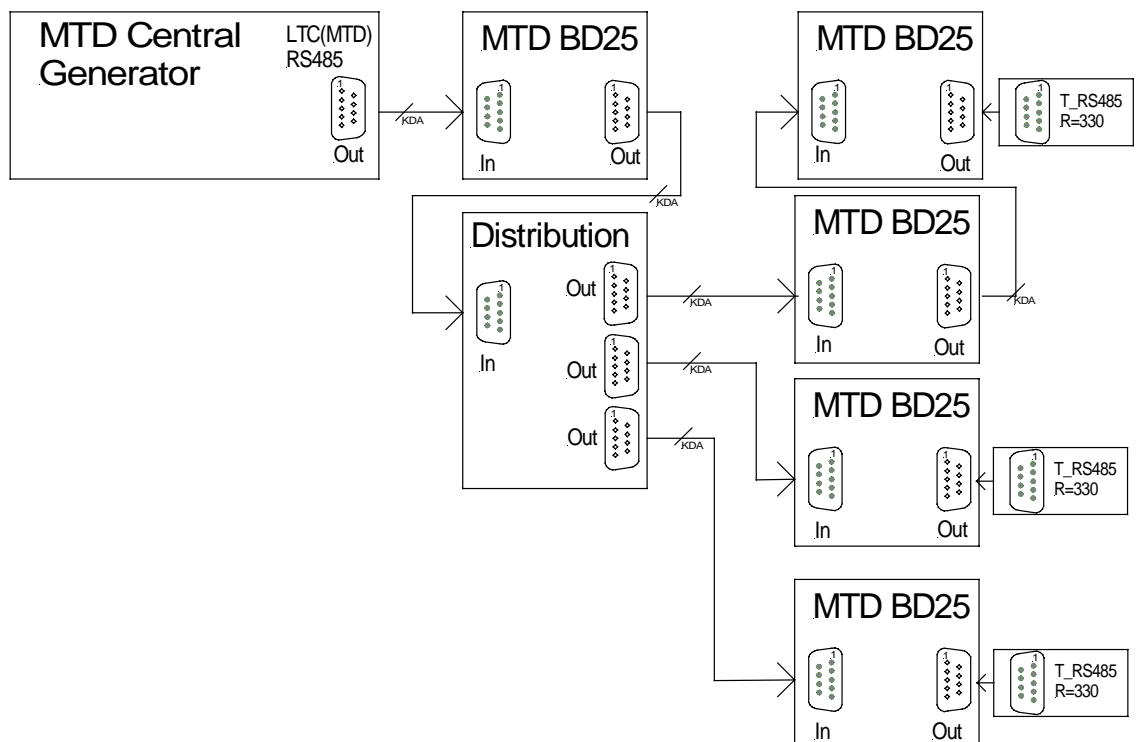 MTD Central
Generator
LTC(MTD)
RS485
1
Out
KDA
MTD BD25
1
In
1
Out
KDA
MTD BD25
1
In
1
Out
1
T_RS485
R=330
Distribution
1
In
Out
1
Out
1
Out
1
KDA
KDA
KDA
MTD BD25
1
In
1
Out
KDA
MTD BD25
1
In
1
Out
1
T_RS485
R=330
MTD BD25
1
In
1
Out
1
T_RS485
R=330